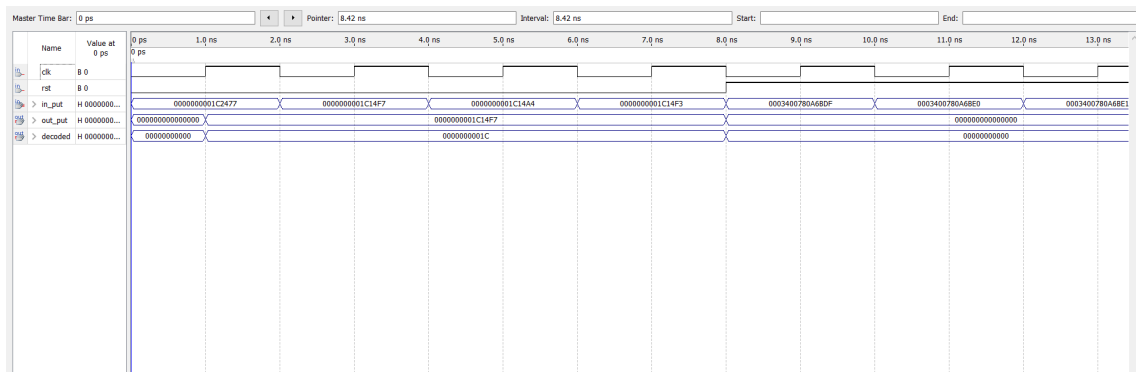 Master Time Bar: 0 ps Pointer: 8.42 ns Interval: 8.42 ns Start: End:
Name Value at 0 ps 0 ps 1.0 ns 2.0 ns 3.0 ns 4.0 ns 5.0 ns 6.0 ns 7.0 ns 8.0 ns 9.0 ns 10.0 ns 11.0 ns 12.0 ns 13.0 ns
0 ps
clk B 0
rst B 0
in_put H 0000000... 0000000001C2477 0000000001C14F7 0000000001C14A4 0000000001C14F3 0003400780A6BDF 0003400780A6BE0 0003400780A6BE1
out_put H 0000000... 000000000000000 0000000001C14F7 000000000000000
decoded H 0000000... 00000000000 0000000001C 00000000000